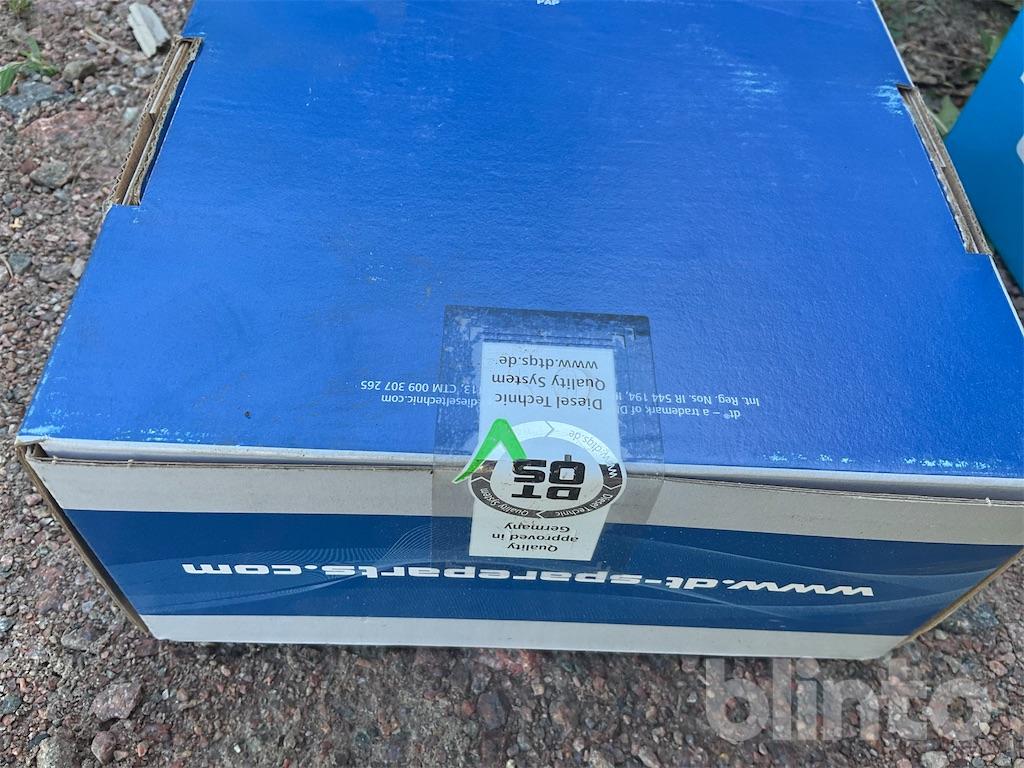 PAP
dt® – a trademark of Di
dieseltechnic.com
Int. Reg. Nos. IR 544 194, 13, CTM 009 307 265
Diesel Technic
Quality System
www.dtqs.de
www.dtqs.de
DT
QS
Diesel Technic Quality-System
Quality
approved in
Germany
www.dt-spareparts.com
blinto